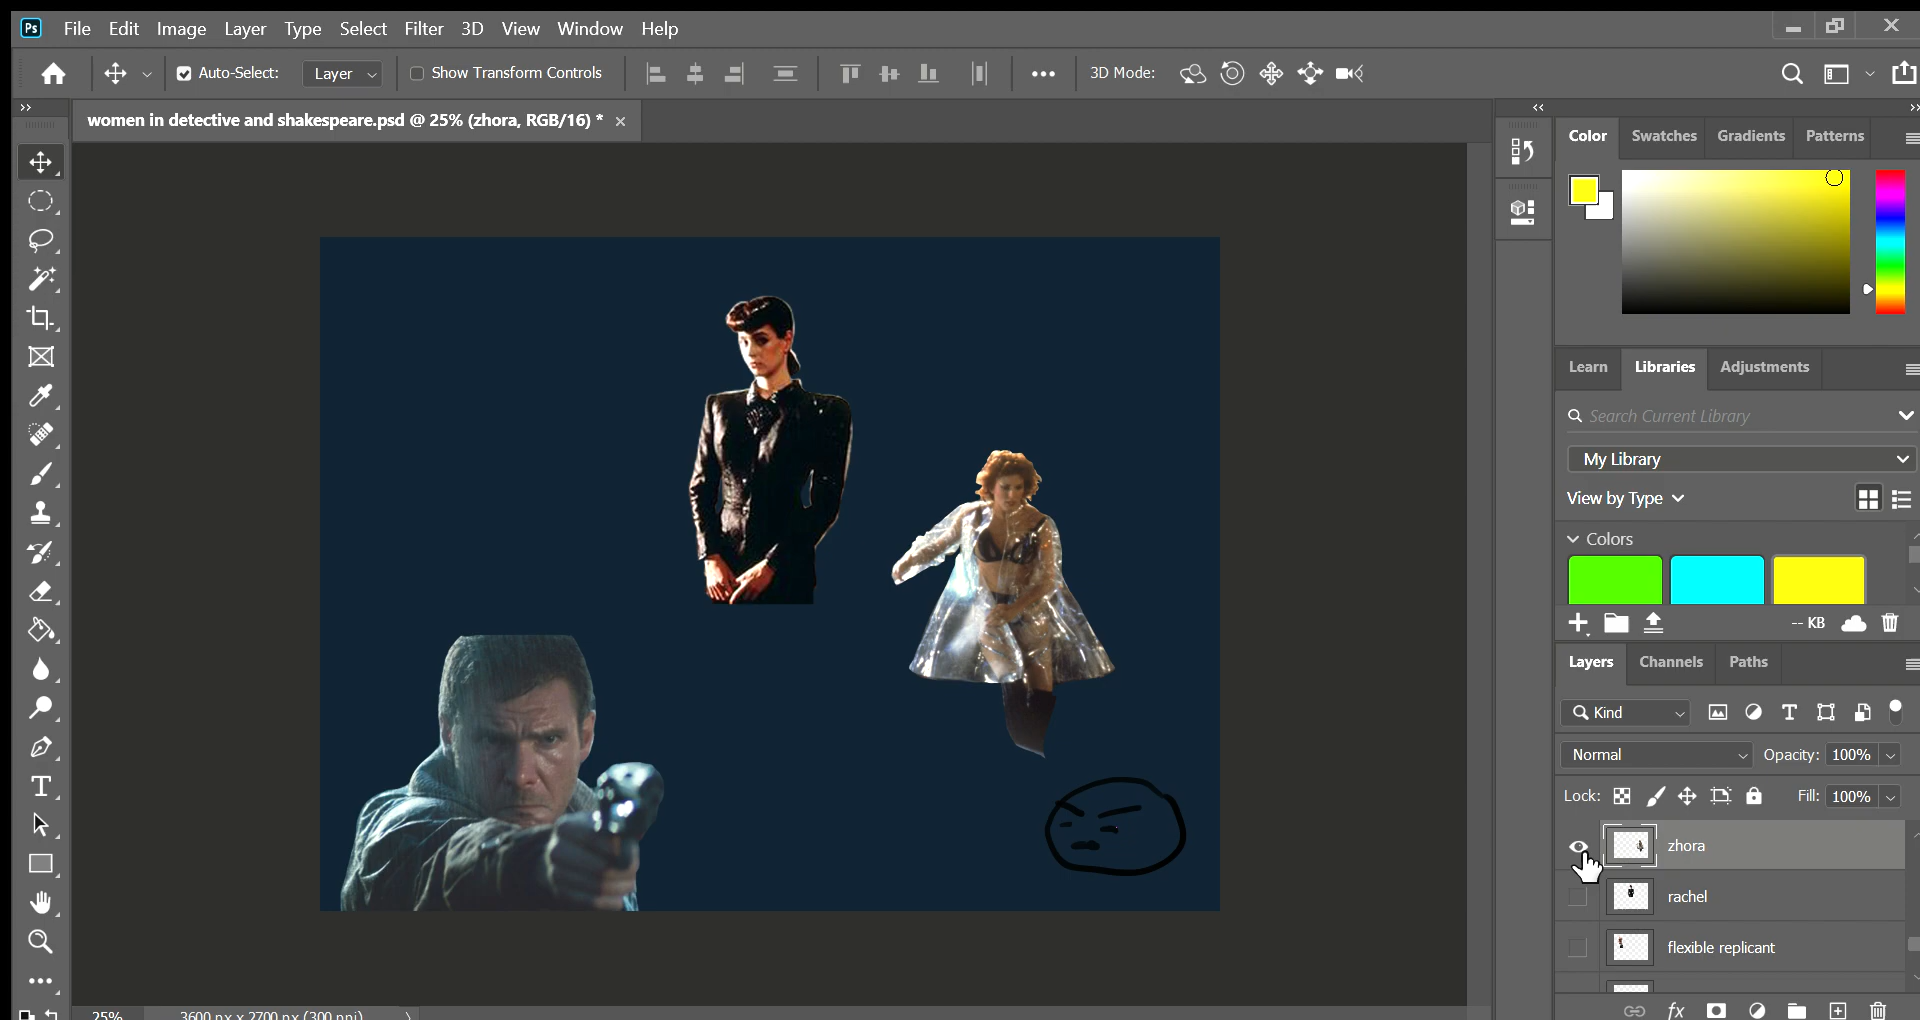 Ps File Edit Image Layer Type Select Filter 3D View Window Help
Auto-Select: Layer Show Transform Controls 3D Mode:
women in detective and shakespeare.psd @ 25% (zhora, RGB/16) *
Color Swatches Gradients Patterns
Learn Libraries Adjustments
Search Current Library
My Library
View by Type
Colors
-- KB
Layers Channels Paths
Kind
Normal Opacity: 100%
Lock: Fill: 100%
zhora
rachel
flexible replicant
fx
25% 3600 px x 2700 px (300 ppi)